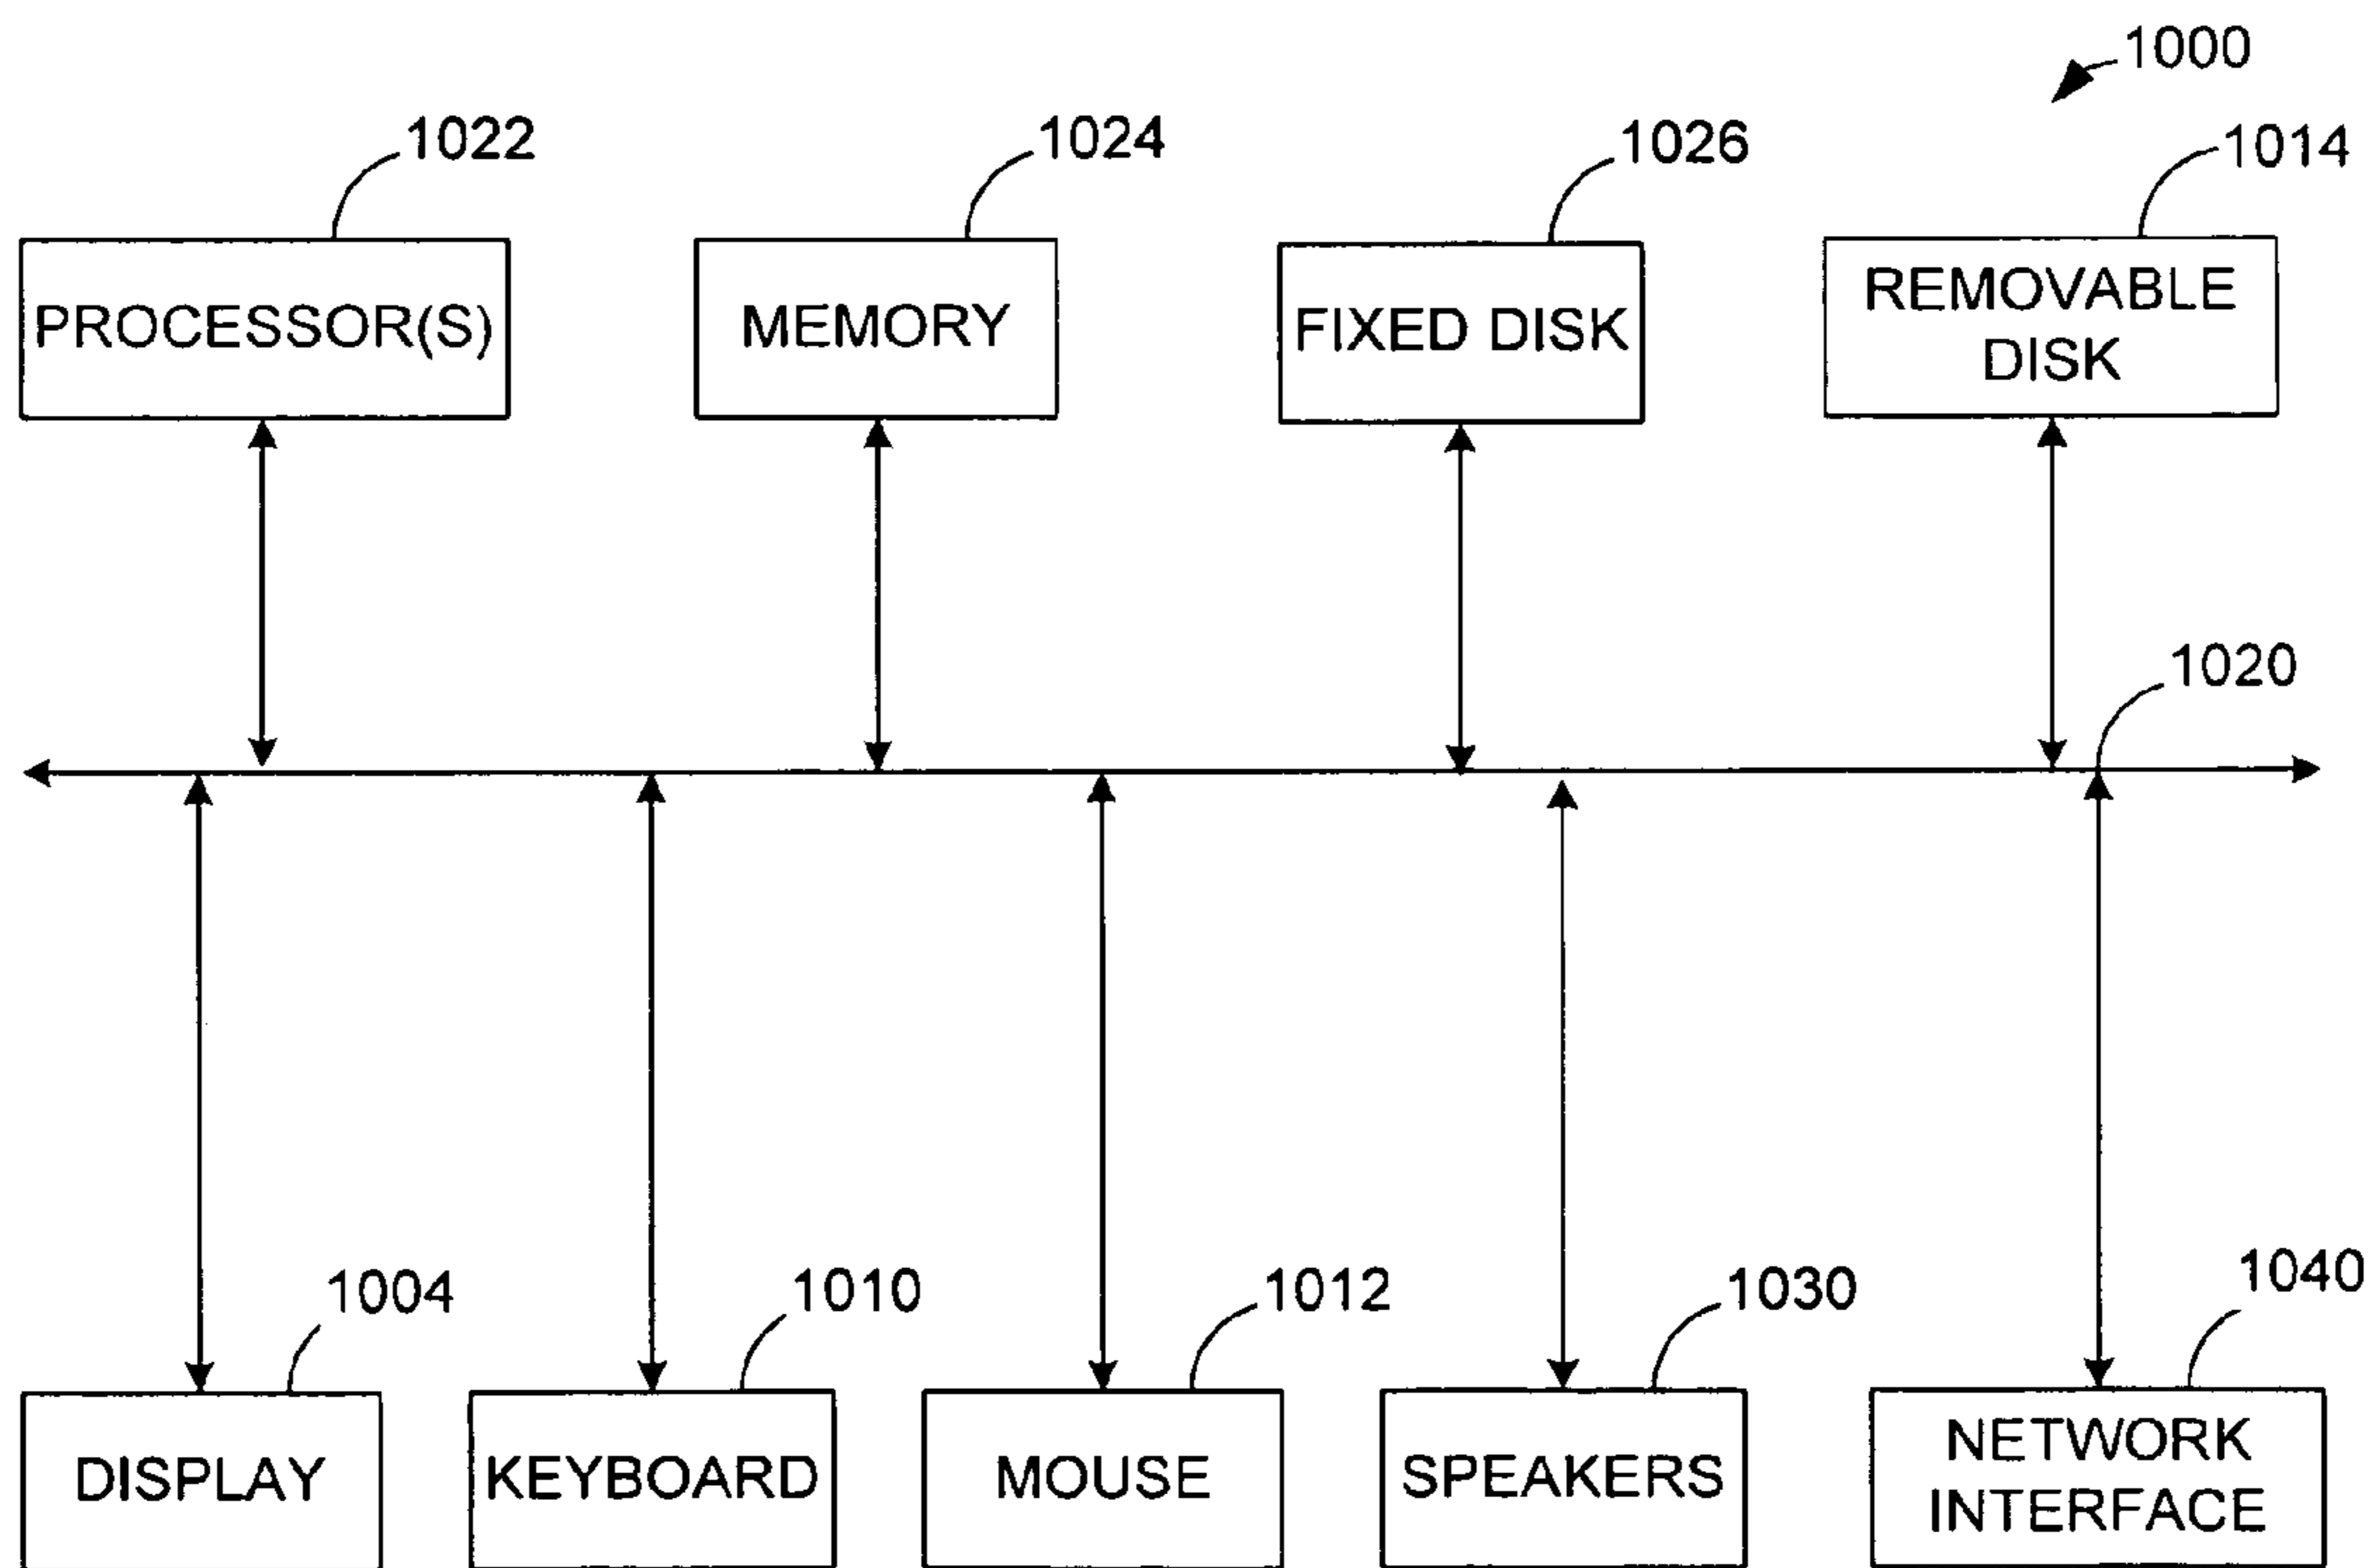 1000
1022
1024
1026
1014
PROCESSOR(S)
MEMORY
FIXED DISK
REMOVABLE
DISK
1020
1004
1010
1012
1030
1040
DISPLAY
KEYBOARD
MOUSE
SPEAKERS
NETWORK
INTERFACE